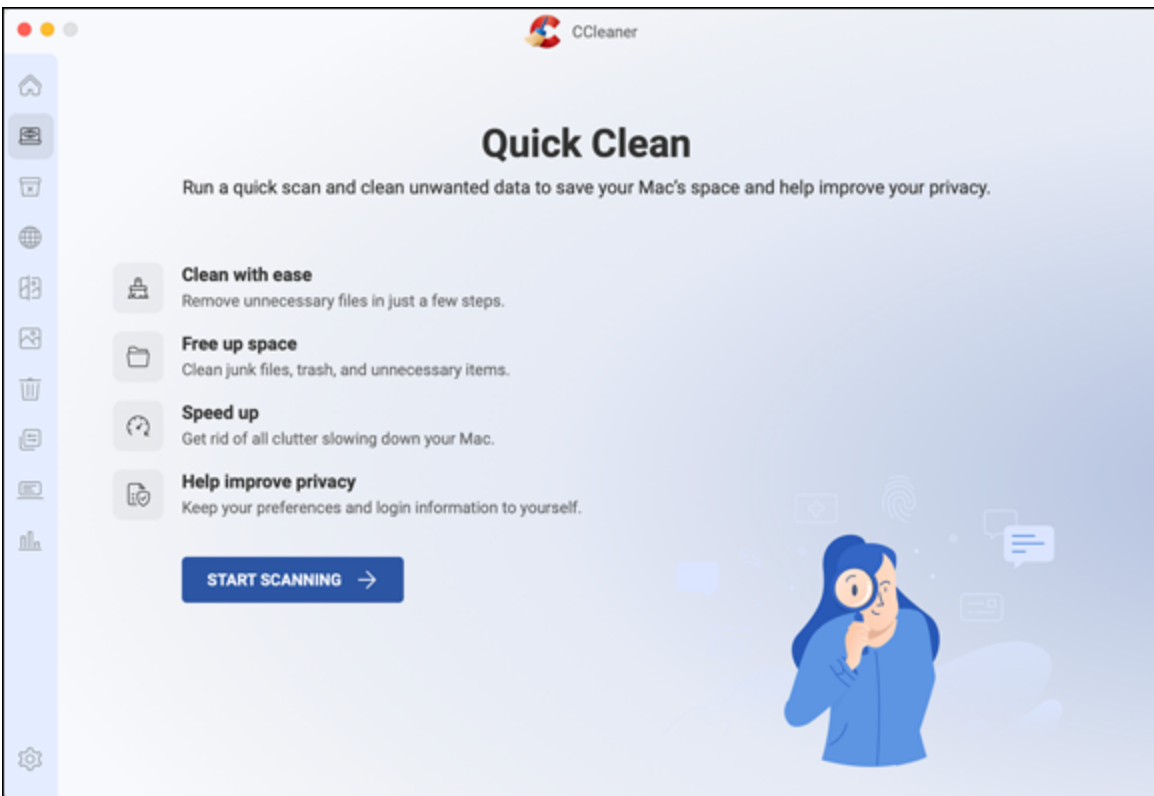 CCleaner
Quick Clean
Run a quick scan and clean unwanted data to save your Mac's space and help improve your privacy.
Clean with ease
Remove unnecessary files in just a few steps.
Free up space
Clean junk files, trash, and unnecessary items.
Speed up
Get rid of all clutter slowing down your Mac.
Help improve privacy
Keep your preferences and login information to yourself.
START SCANNING